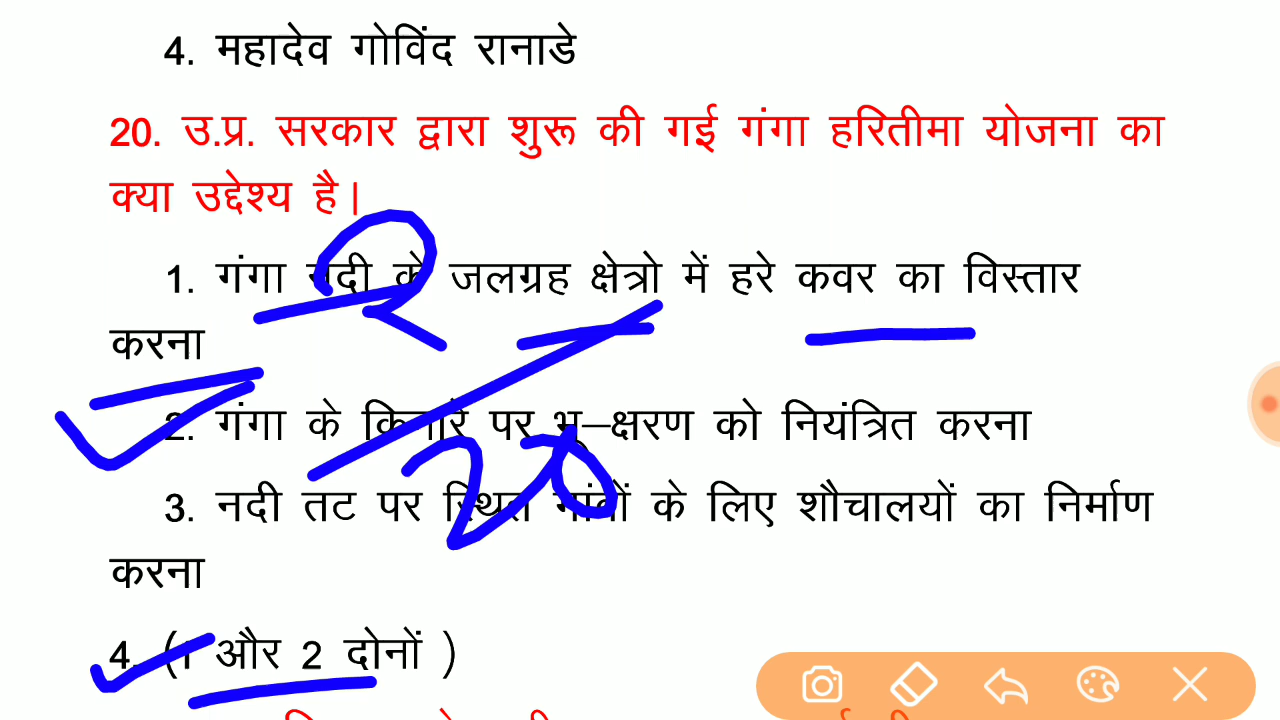 4. महादेव गोविंद रानाडे
20. उ.प्र. सरकार द्वारा शुरू की गई गंगा हरितीमा योजना का
क्या उद्देश्य है।
1. गंगा नदी के जलग्रह क्षेत्रो में हरे कवर का विस्तार
करना
2. गंगा के किनारे पर भू–क्षरण को नियंत्रित करना
3. नदी तट पर स्थित गांवों के लिए शौचालयों का निर्माण
करना
4. (1 और 2 दोनों )